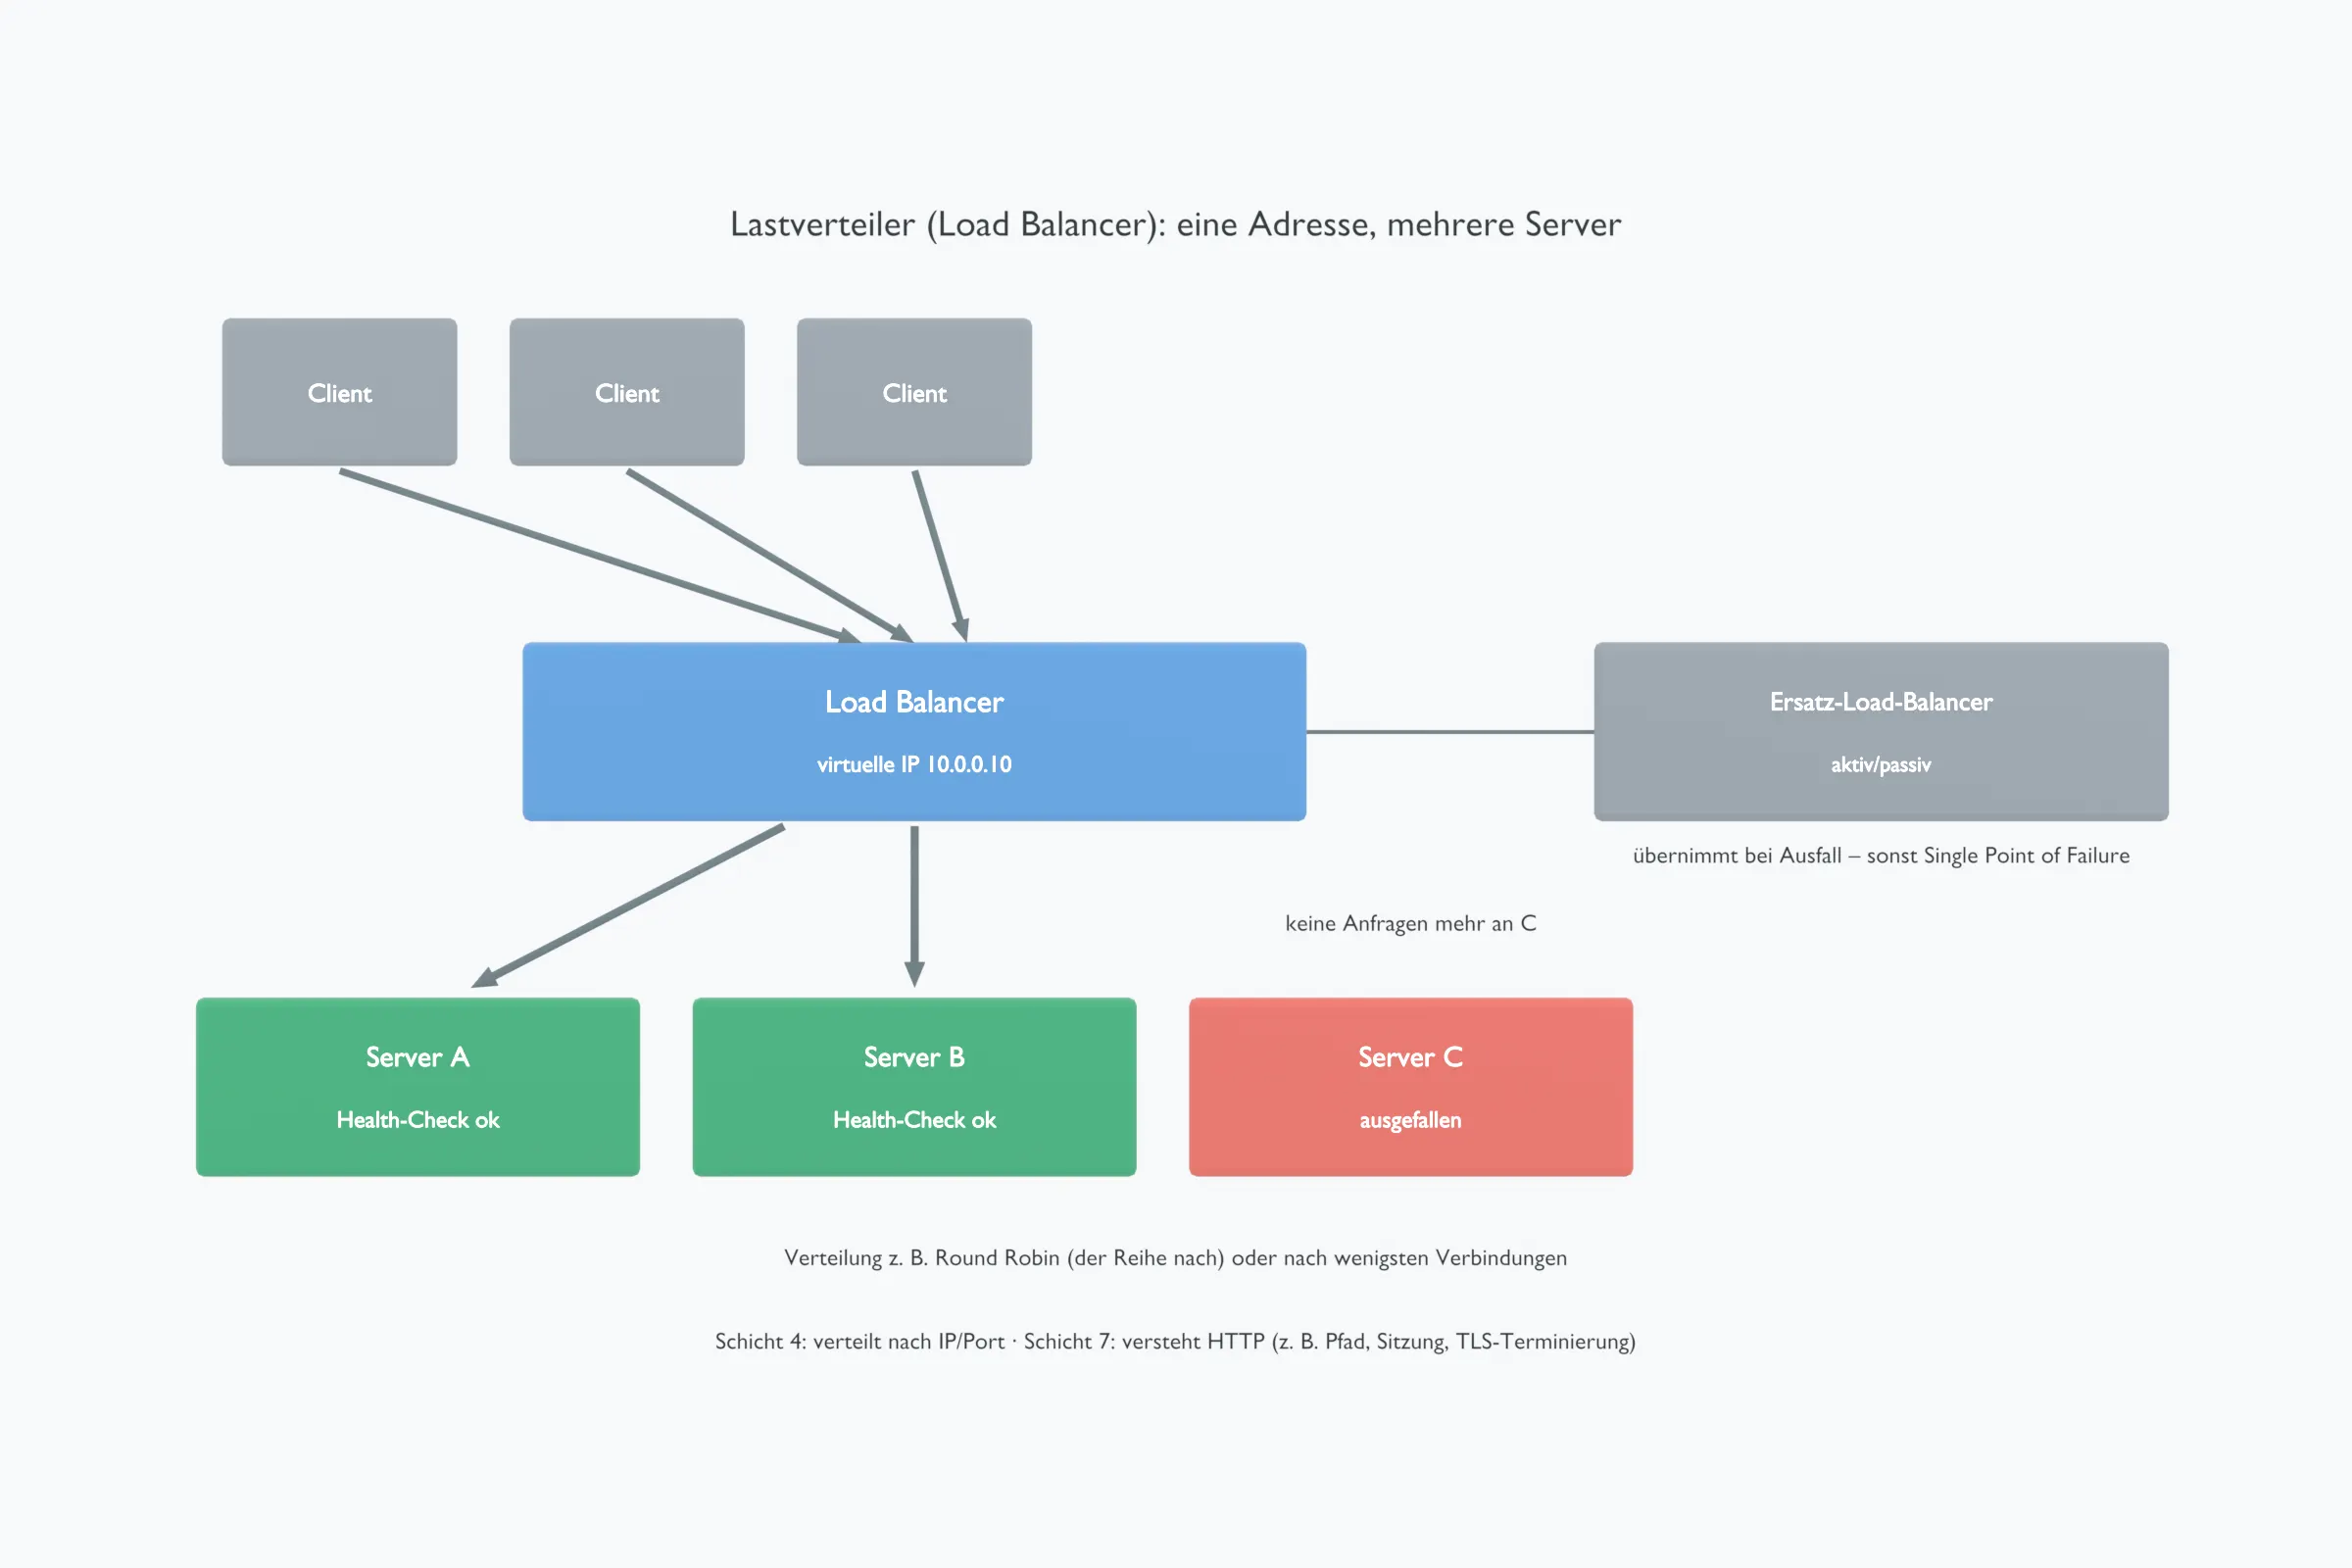 Lastverteiler (Load Balancer): eine Adresse, mehrere Server
Client
Client
Client
Load Balancer
virtuelle IP 10.0.0.10
Ersatz-Load-Balancer
aktiv/passiv
übernimmt bei Ausfall – sonst Single Point of Failure
keine Anfragen mehr an C
Server A
Health-Check ok
Server B
Health-Check ok
Server C
ausgefallen
Verteilung z. B. Round Robin (der Reihe nach) oder nach wenigsten Verbindungen
Schicht 4: verteilt nach IP/Port · Schicht 7: versteht HTTP (z. B. Pfad, Sitzung, TLS-Terminierung)